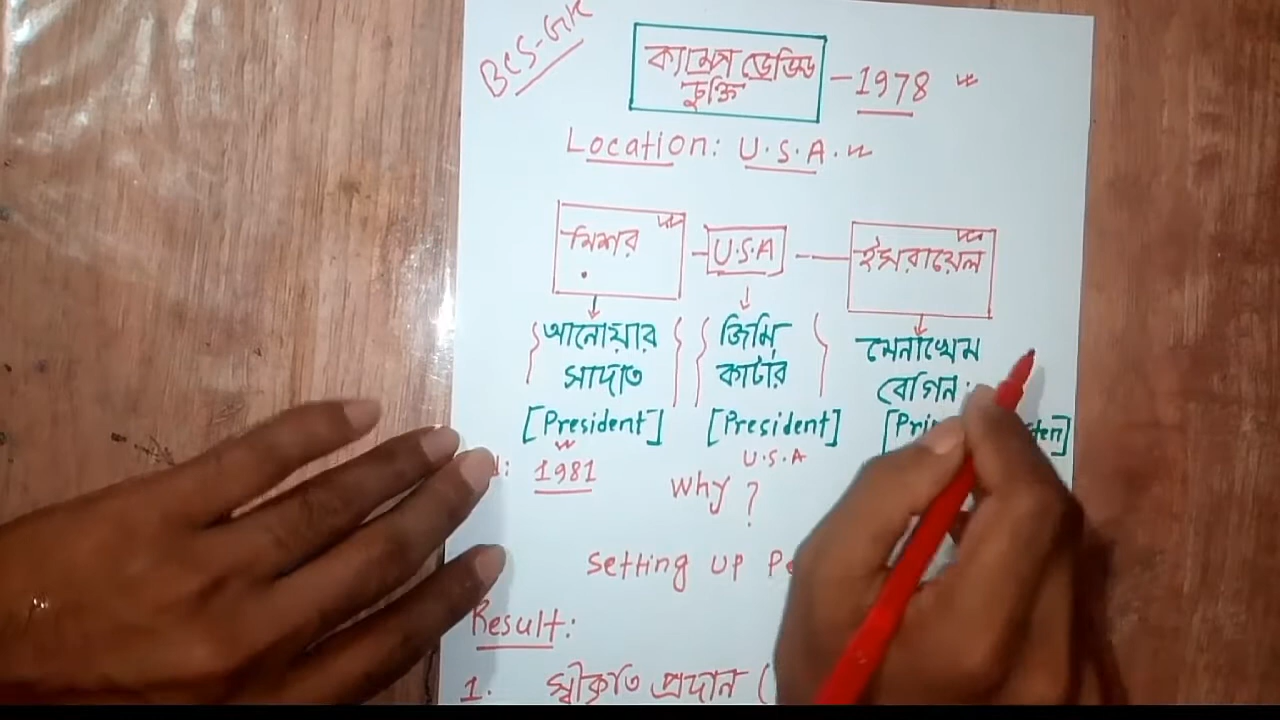 BCS-GK
ক্যাম্প ডেভিড
চুক্তি
-1978
Location: U.S.A.
মিশর - U.S.A - ইসরায়েল
আনোয়ার জিমি মেনাখেম
সাদাত কার্টার বেগিন
[President] [President]
1981 U.S.A
Why?
Setting up
Result:
1. স্বীকৃতি প্রদান (